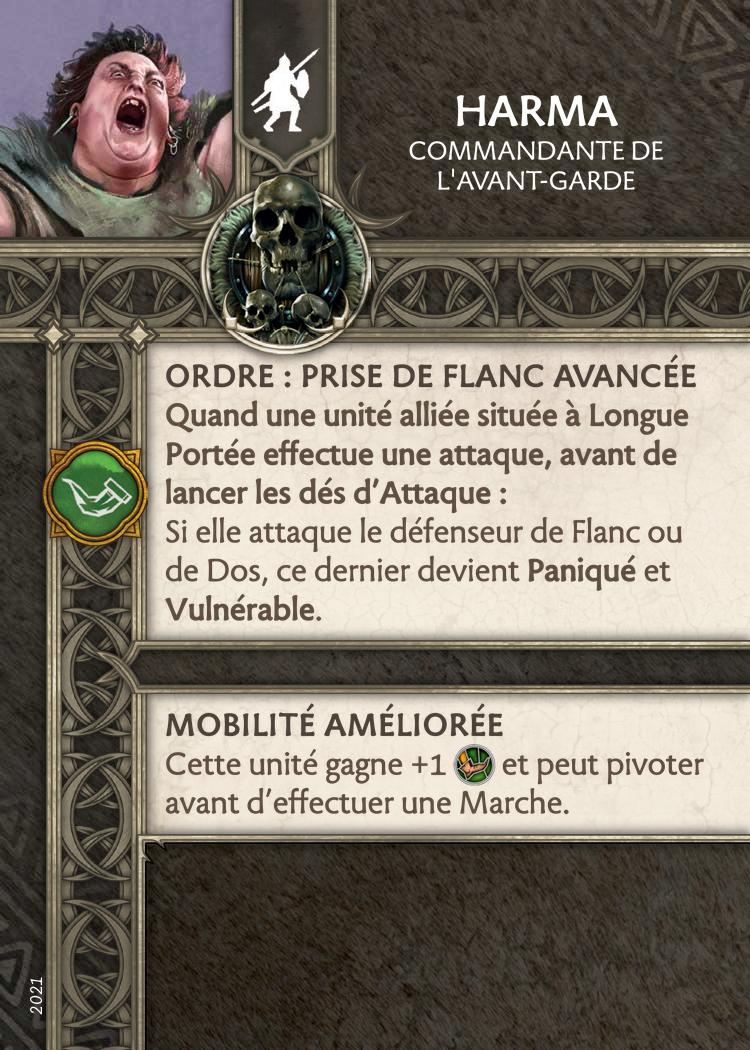 HARMA
COMMANDANTE DE
L'AVANT-GARDE
ORDRE : PRISE DE FLANC AVANCÉE
Quand une unité alliée située à Longue
Portée effectue une attaque, avant de
lancer les dés d'Attaque :
Si elle attaque le défenseur de Flanc ou
de Dos, ce dernier devient Paniqué et
Vulnérable.
MOBILITÉ AMÉLIORÉE
Cette unité gagne +1 et peut pivoter
avant d'effectuer une Marche.
2021